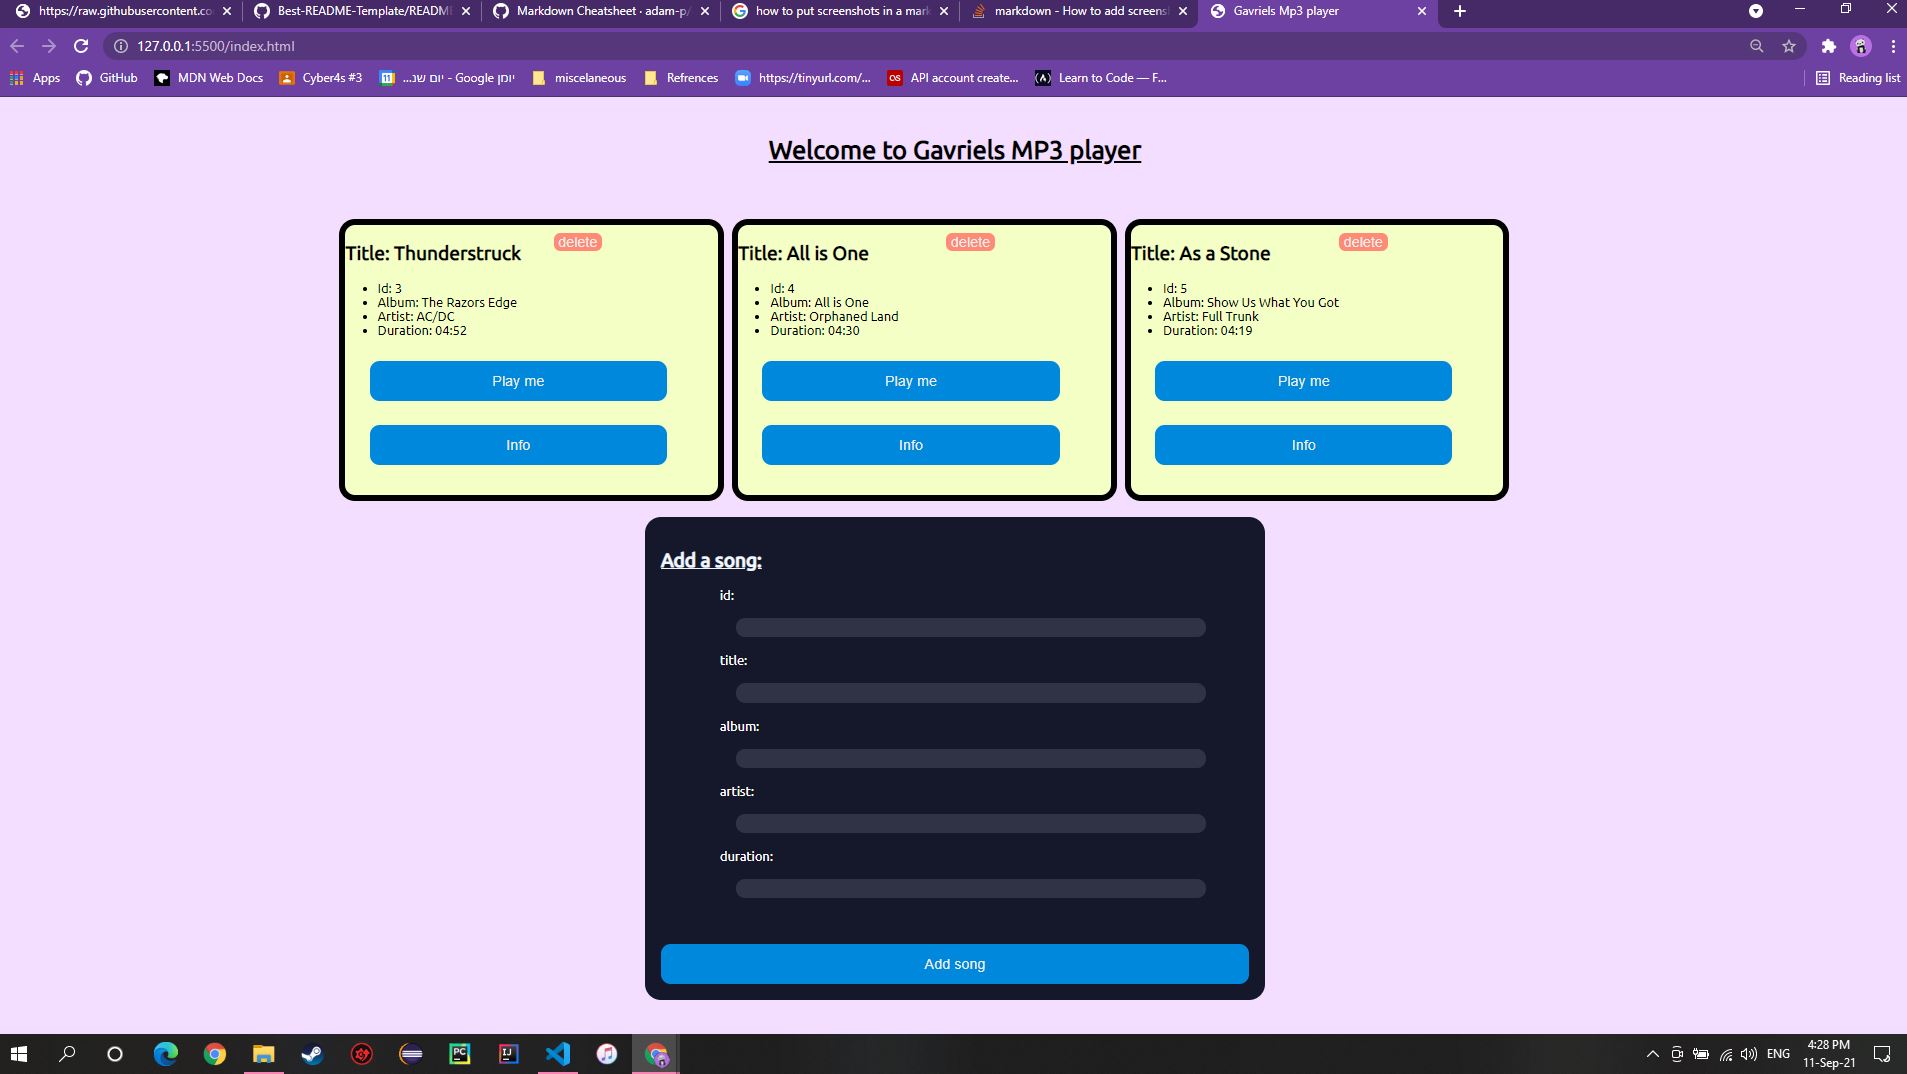 https://raw.githubusercontent.co
Best-README-Template/README
Markdown Cheatsheet · adam-p/
how to put screenshots in a mark
markdown - How to add screensh
Gavriels Mp3 player
127.0.0.1:5500/index.html
Apps
GitHub
MDN Web Docs
Cyber4s #3
יומן Google - יום שנ...
miscelaneous
Refrences
https://tinyurl.com/...
API account create...
Learn to Code — F...
Reading list
Welcome to Gavriels MP3 player
delete
Title: Thunderstruck
Id: 3
Album: The Razors Edge
Artist: AC/DC
Duration: 04:52
Play me
Info
delete
Title: All is One
Id: 4
Album: All is One
Artist: Orphaned Land
Duration: 04:30
Play me
Info
delete
Title: As a Stone
Id: 5
Album: Show Us What You Got
Artist: Full Trunk
Duration: 04:19
Play me
Info
Add a song:
id:
title:
album:
artist:
duration:
Add song
ENG
4:28 PM
11-Sep-21